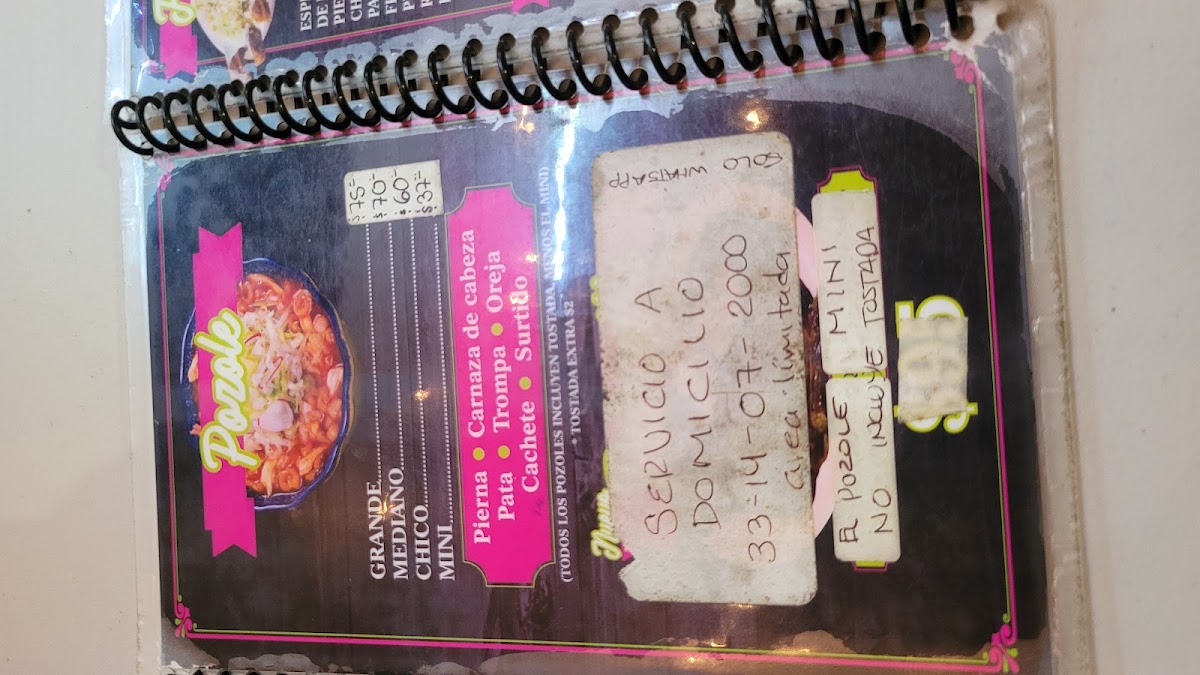 Pozole
GRANDE $75-
MEDIANO $70-
CHICO $60-
MINI $37-
Pierna • Carnaza de cabeza
Pata • Trompa • Oreja
Cachete • Surtido
(TODOS LOS POZOLES INCLUYEN TOSTADA, MENOS EL MINI)
* TOSTADA EXTRA $2
SOLO WHATSAPP
SERVICIO A
DOMICILIO
33-14-07-2000
area limitada
EL POZOLE MINI
NO INCLUYE TOSTADA